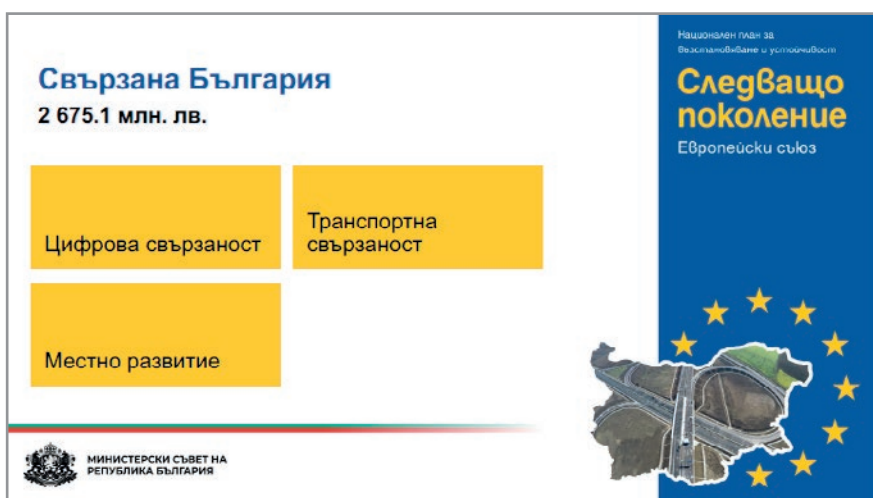 Свързана България
2 675.1 млн. лв.
Цифрова свързаност
Транспортна
свързаност
Местно развитие
МИНИСТЕРСКИ СЪВЕТ НА
РЕПУБЛИКА БЪЛГАРИЯ
Национален план за
възстановяване и устойчивост
Следващо
поколение
Европейски съюз